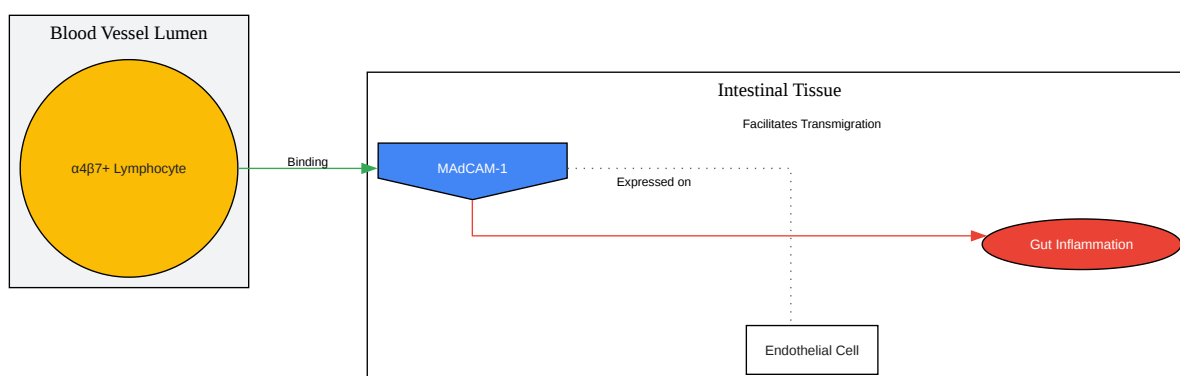 Blood Vessel Lumen
α4β7+ Lymphocyte
Binding
Intestinal Tissue
Facilitates Transmigration
MAdCAM-1
Expressed on
Gut Inflammation
Endothelial Cell